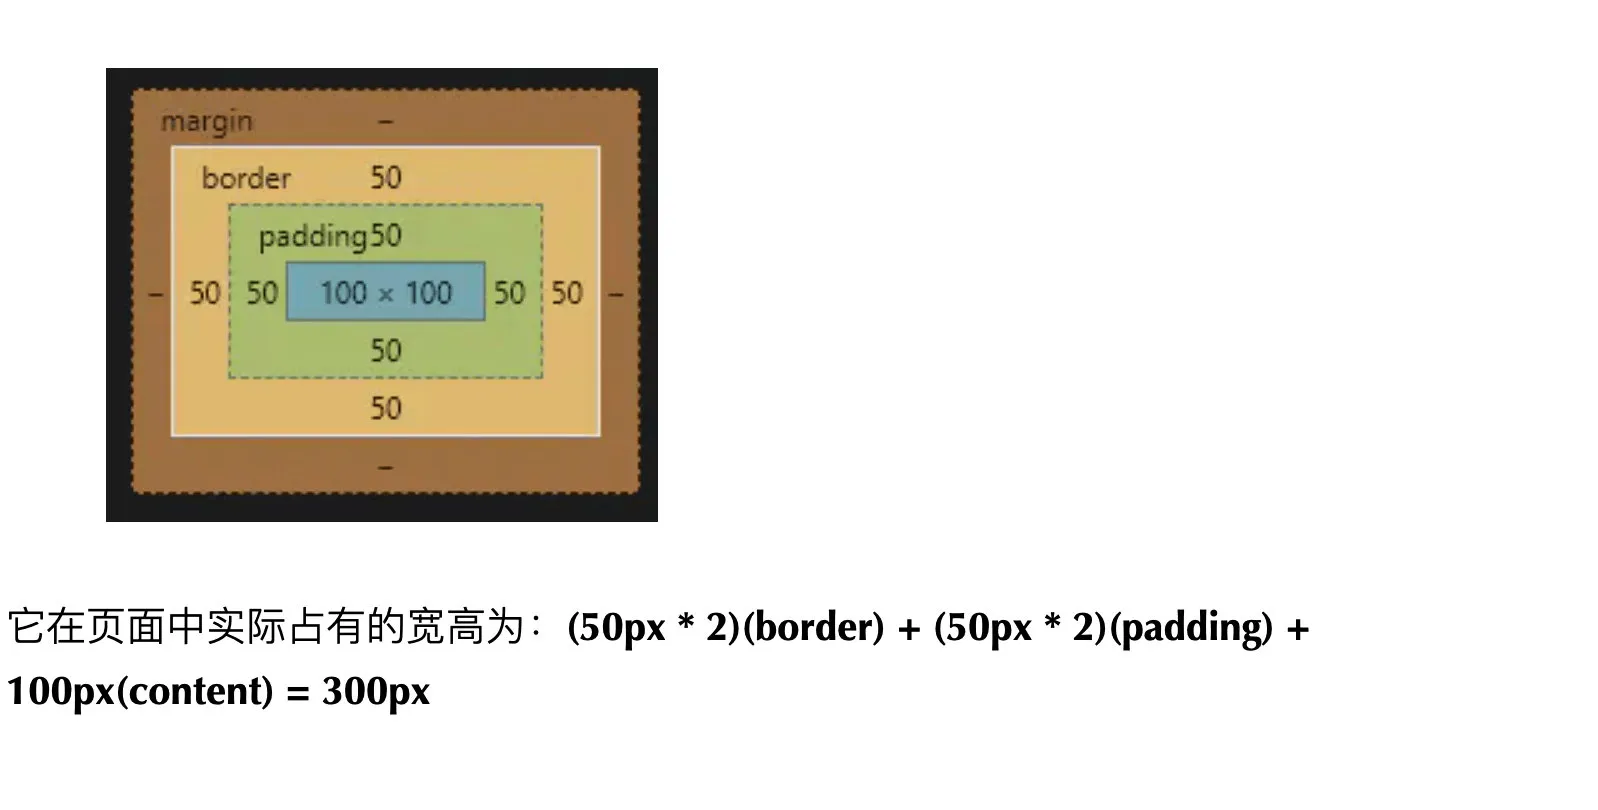 margin –
border 50
padding50
– 50 50 100 × 100 50 50 –
50
50
–
它在页面中实际占有的宽高为：(50px * 2)(border) + (50px * 2)(padding) +
100px(content) = 300px